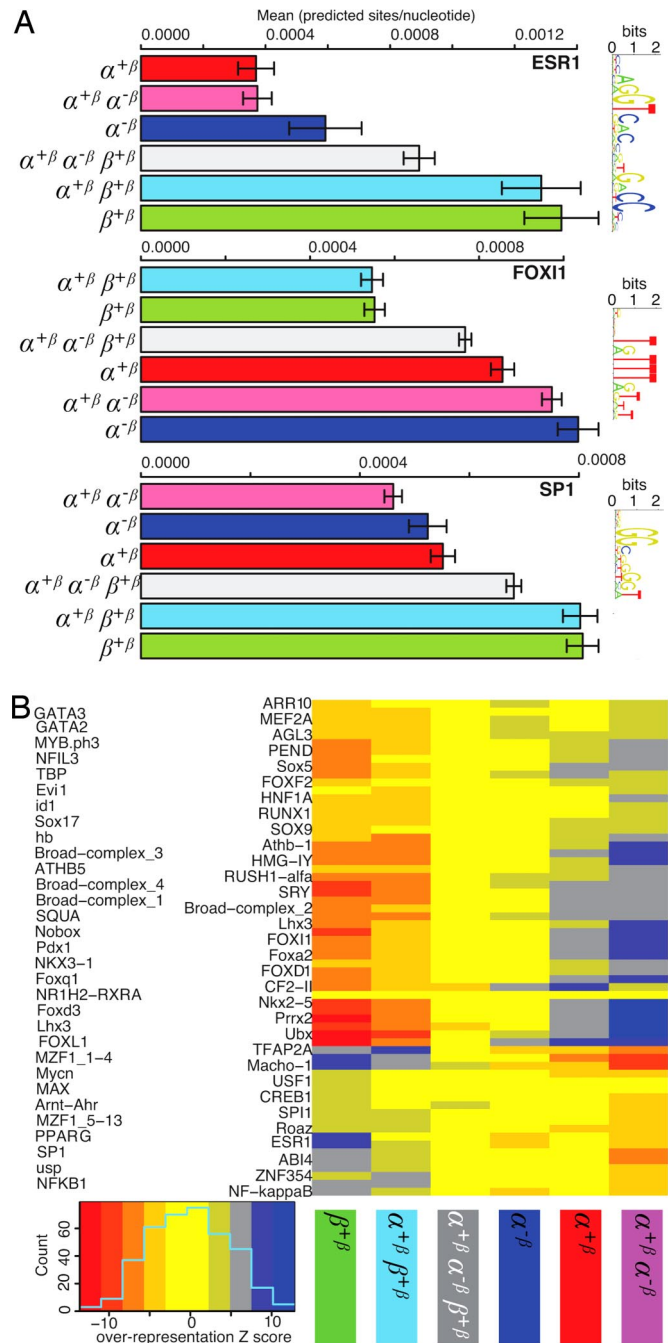 A
Mean (predicted sites/nucleotide)
0.0000 0.0004 0.0008 0.0012
ESR1
bits
0 1 2
α+β
α+β α-β
α-β
α+β α-β β+β
α+β β+β
β+β
0.0000 0.0004 0.0008
FOXI1
bits
0 1 2
α+β β+β
β+β
α+β α-β β+β
α+β
α+β α-β
α-β
0.0000 0.0004 0.0008
SP1
bits
0 1 2
α+β α-β
α-β
α+β
α+β α-β β+β
α+β β+β
β+β
B
GATA3
GATA2
MYB.ph3
NFIL3
TBP
Evi1
id1
Sox17
hb
Broad-complex_3
ATHB5
Broad-complex_4
Broad-complex_1
SQUA
Nobox
Pdx1
NKX3-1
Foxq1
NR1H2-RXRA
Foxd3
Lhx3
FOXL1
MZF1_1-4
Mycn
MAX
Arnt-Ahr
MZF1_5-13
PPARG
SP1
usp
NFKB1
ARR10
MEF2A
AGL3
PEND
Sox5
FOXF2
HNF1A
RUNX1
SOX9
Athb-1
HMG-IY
RUSH1-alfa
SRY
Broad-complex_2
Lhx3
FOXI1
Foxa2
FOXD1
CF2-II
Nkx2-5
Prrx2
Ubx
TFAP2A
Macho-1
USF1
CREB1
SPI1
Roaz
ESR1
ABI4
ZNF354
NF-kappaB
Count
0 20 40 60
-10 -5 0 5 10
over-representation Z score
β+β
α+β β+β
α+β α-β β+β
α-β
α+β
α+β α-β